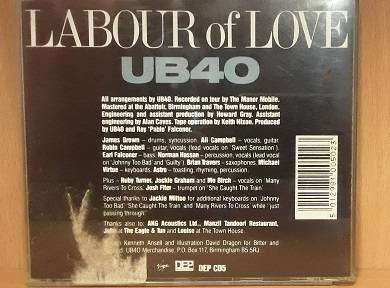 LABOUR of LOVE
UB40
All arrangements by UB40. Recorded on tour by The Manor Mobile.
Mastered at the Abattoir, Birmingham and The Town House, London.
Engineering and assistant production by Howard Gray. Assistant
engineering by Alan Caves. Tape operation by Keith Nixon. Produced
by UB40 and Ray 'Pablo' Falconer.
James Brown – drums, syncussion. Ali Campbell – vocals, guitar.
Robin Campbell – guitar, vocals (lead vocal on 'Sweet Sensation').
Earl Falconer – bass. Norman Hassan – percussion, vocals (lead vocal
on 'Johnny Too Bad' and 'Guilty'). Brian Travers – saxophones. Michael
Virtue – keyboards. Astro – toasting, rhyming, percussion.
Plus – Ruby Turner, Jackie Graham and Mo Birch – vocals on 'Many
Rivers To Cross'. Josh Fifer – trumpet on 'She Caught The Train'
Special thanks to Jackie Mittoo for additional keyboards on 'Johnny
Too Bad' 'She Caught The Train' and 'Many Rivers To Cross' while 'just
passing through'.
Thanks also to: ANG Acoustics Ltd., Manzil Tandoori Restaurant,
John at The Eagle & Tun and Louise at The Town House.
Kenneth Ansell and illustration David Dragon for Bitter and
UB40 Merchandise. P.O. Box 117, Birmingham B5 5RJ
Virgin DEP DEP CD5